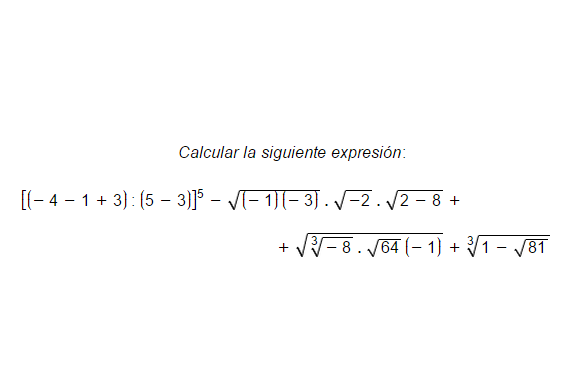 Calcular la siguiente expresión:
[(− 4 − 1 + 3) : (5 − 3)]⁵ − √(− 1)(− 3) . √−2 . √2 − 8 +
+ √∛− 8 . √64 (− 1) + ∛1 − √81